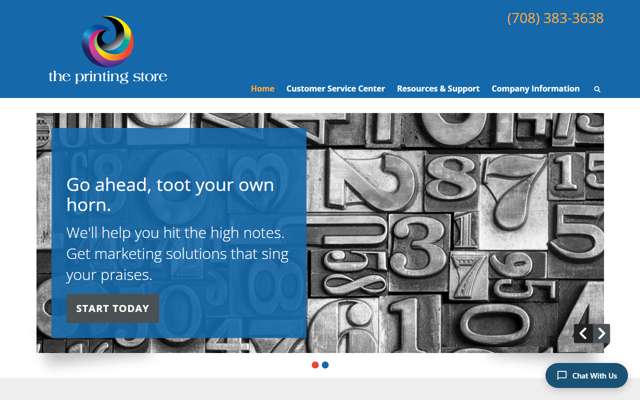 (708) 383-3638
the printing store
Home Customer Service Center Resources & Support Company Information
Go ahead, toot your own
horn.
We'll help you hit the high notes.
Get marketing solutions that sing
your praises.
START TODAY
Chat With Us